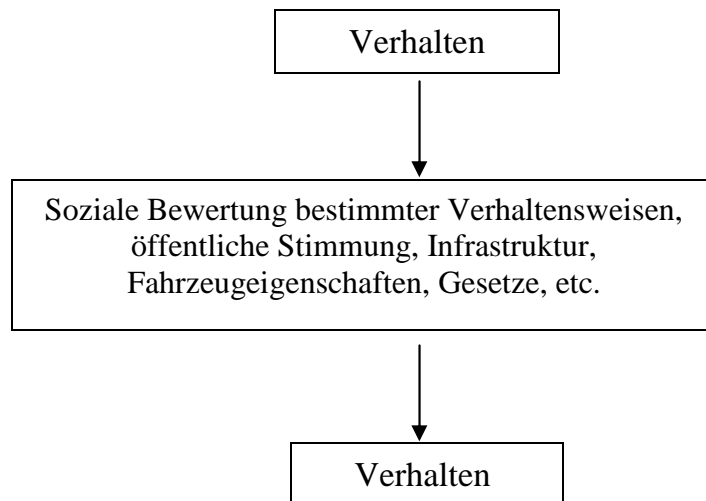 Verhalten
Soziale Bewertung bestimmter Verhaltensweisen,
öffentliche Stimmung, Infrastruktur,
Fahrzeugeigenschaften, Gesetze, etc.
Verhalten